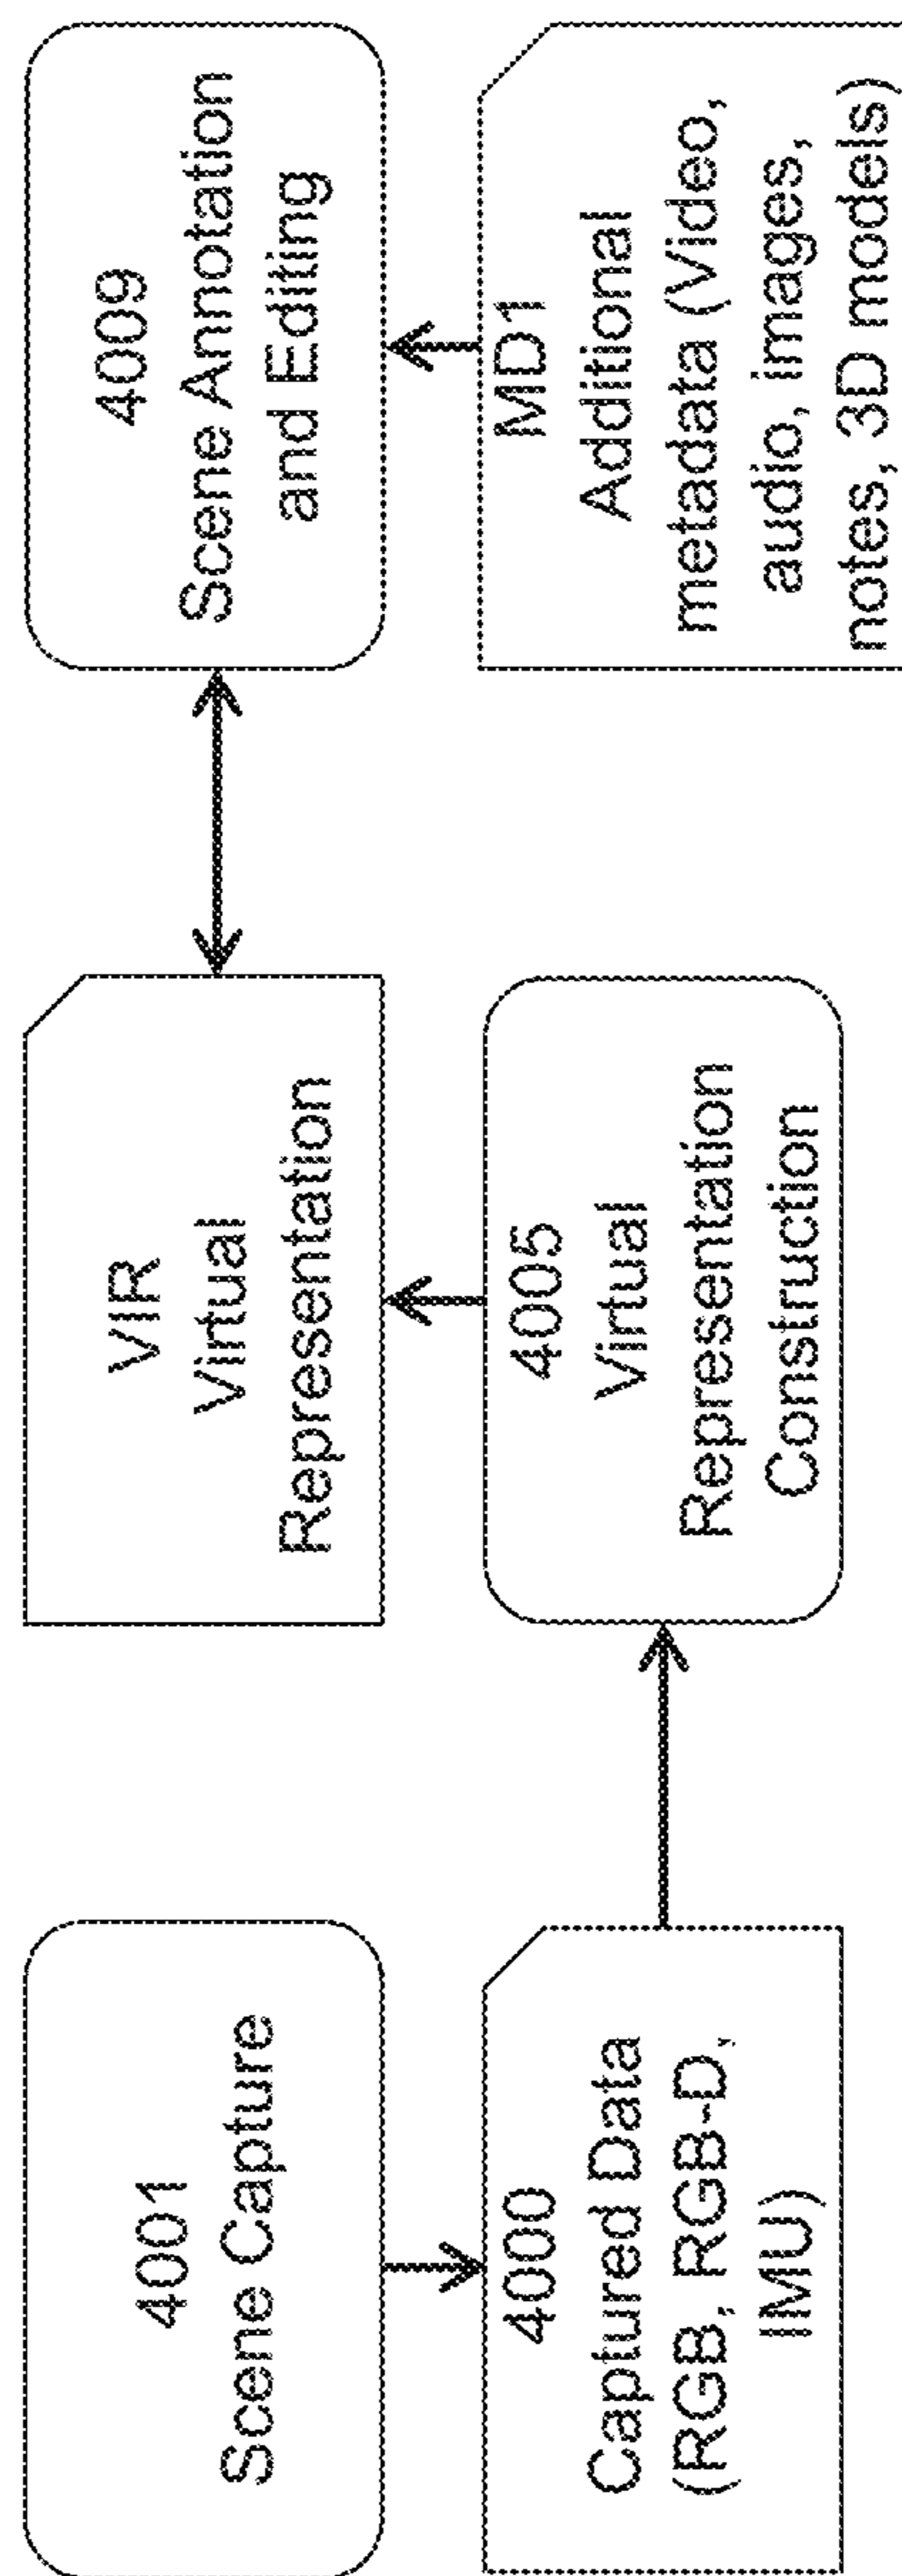 4001
Scene Capture
4000
Captured Data
(RGB, RGB-D,
IMU)
VIR
Virtual
Representation
4005
Virtual
Representation
Construction
4009
Scene Annotation
and Editing
MD1
Additional
metadata (Video,
audio, images,
notes, 3D models)